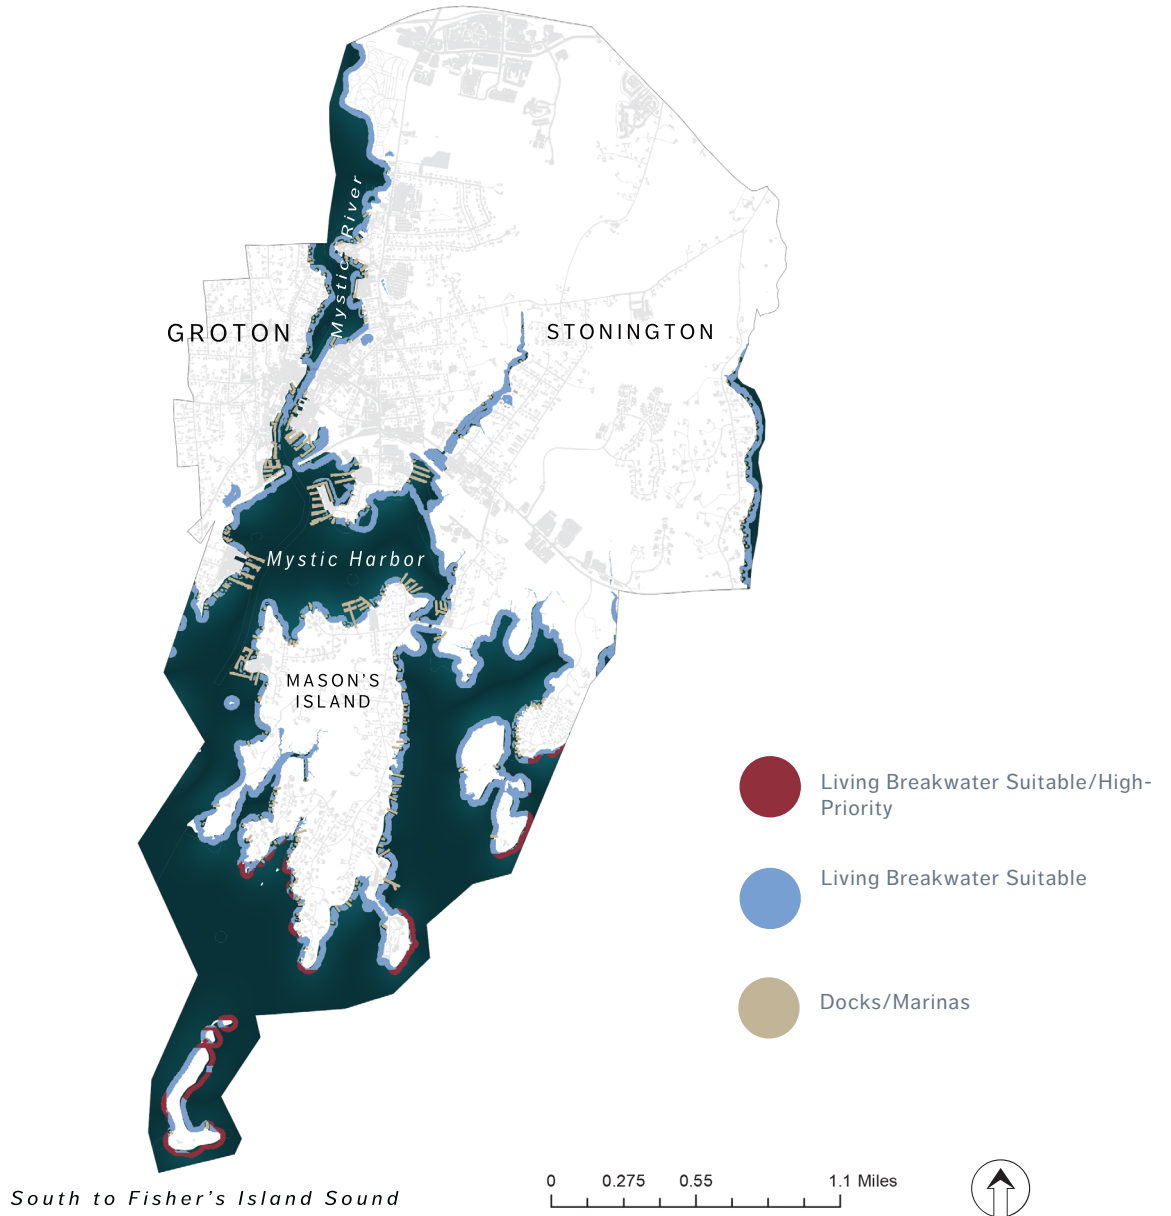 Mystic River
GROTON
STONINGTON
Mystic Harbor
MASON'S
ISLAND
Living Breakwater Suitable/High-
Priority
Living Breakwater Suitable
Docks/Marinas
South to Fisher's Island Sound
0 0.275 0.55 1.1 Miles